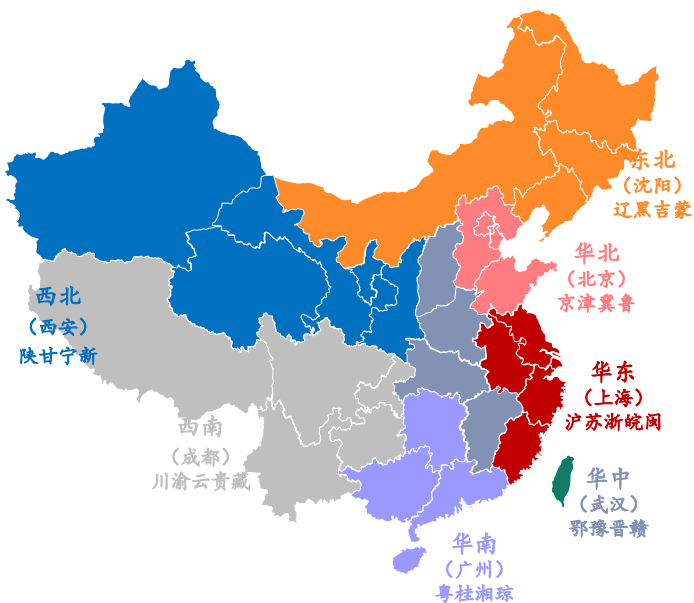 东北
（沈阳）
辽黑吉蒙
华北
（北京）
京津冀鲁
西北
（西安）
陕甘宁新
华东
（上海）
沪苏浙皖闽
西南
（成都）
川渝云贵藏
华中
（武汉）
鄂豫晋赣
华南
（广州）
粤桂湘琼